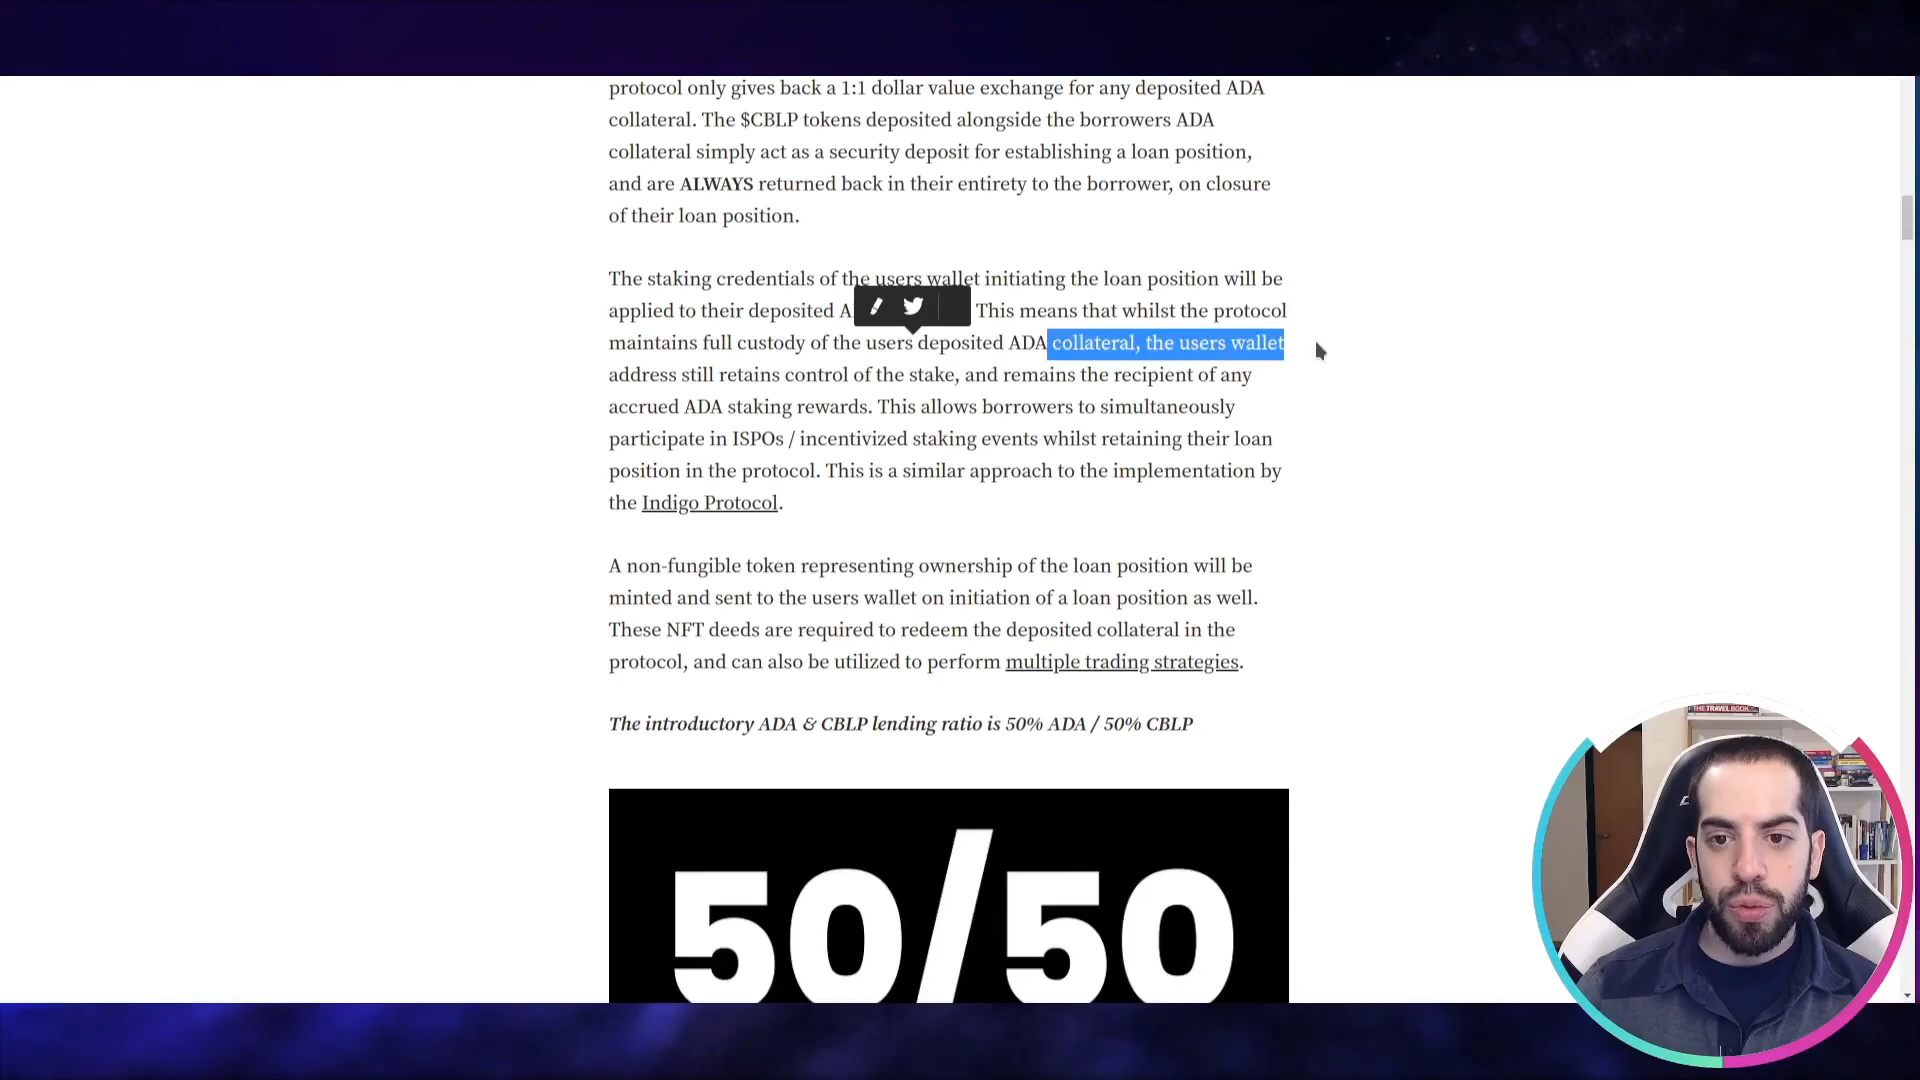 protocol only gives back a 1:1 dollar value exchange for any deposited ADA
collateral. The $CBLP tokens deposited alongside the borrowers ADA
collateral simply act as a security deposit for establishing a loan position,
and are ALWAYS returned back in their entirety to the borrower, on closure
of their loan position.
The staking credentials of the users wallet initiating the loan position will be
applied to their deposited A This means that whilst the protocol
maintains full custody of the users deposited ADA collateral, the users wallet
address still retains control of the stake, and remains the recipient of any
accrued ADA staking rewards. This allows borrowers to simultaneously
participate in ISPOs / incentivized staking events whilst retaining their loan
position in the protocol. This is a similar approach to the implementation by
the Indigo Protocol.
A non-fungible token representing ownership of the loan position will be
minted and sent to the users wallet on initiation of a loan position as well.
These NFT deeds are required to redeem the deposited collateral in the
protocol, and can also be utilized to perform multiple trading strategies.
The introductory ADA & CBLP lending ratio is 50% ADA / 50% CBLP
50/50
THE TRAVEL BOOK